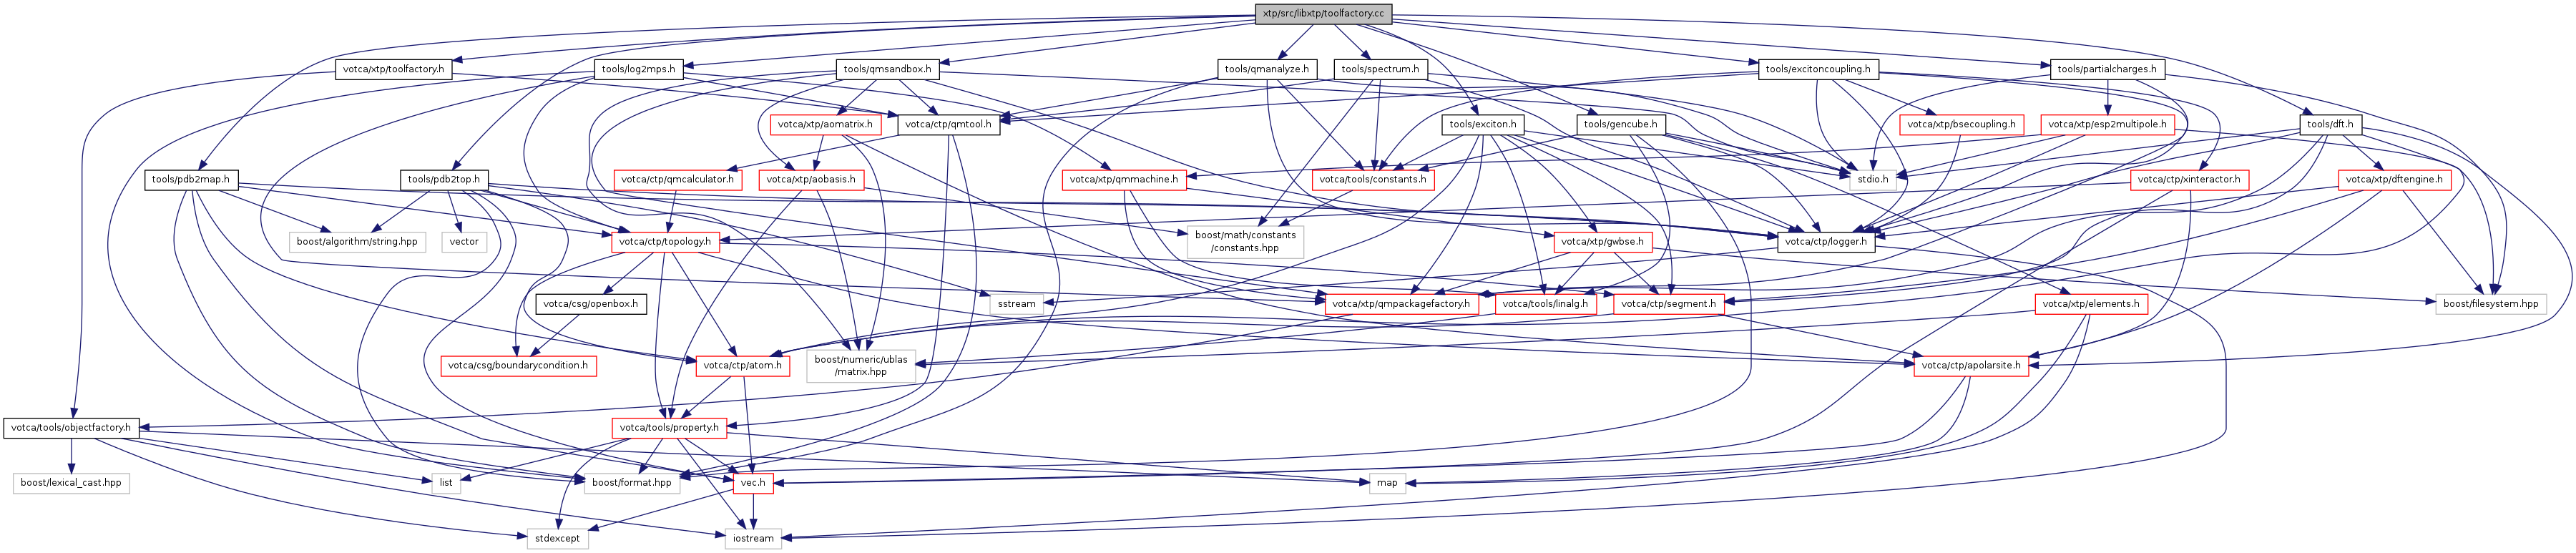 xtp/src/libxtp/toolfactory.cc
votca/xtp/toolfactory.h
tools/log2mps.h
tools/qmsandbox.h
tools/qmanalyze.h
tools/spectrum.h
tools/excitoncoupling.h
tools/partialcharges.h
votca/xtp/aomatrix.h
votca/ctp/qmtool.h
tools/exciton.h
tools/gencube.h
votca/xtp/bsecoupling.h
votca/xtp/esp2multipole.h
tools/dft.h
tools/pdb2map.h
tools/pdb2top.h
votca/ctp/qmcalculator.h
votca/xtp/aobasis.h
votca/xtp/qmmachine.h
votca/tools/constants.h
stdio.h
votca/ctp/xinteractor.h
votca/xtp/dftengine.h
boost/algorithm/string.hpp
vector
votca/ctp/topology.h
boost/math/constants
/constants.hpp
votca/xtp/gwbse.h
votca/ctp/logger.h
votca/csg/openbox.h
sstream
votca/xtp/qmpackagefactory.h
votca/tools/linalg.h
votca/ctp/segment.h
votca/xtp/elements.h
boost/filesystem.hpp
votca/csg/boundarycondition.h
votca/ctp/atom.h
boost/numeric/ublas
/matrix.hpp
votca/ctp/apolarsite.h
votca/tools/objectfactory.h
votca/tools/property.h
boost/lexical_cast.hpp
list
boost/format.hpp
vec.h
map
stdexcept
iostream